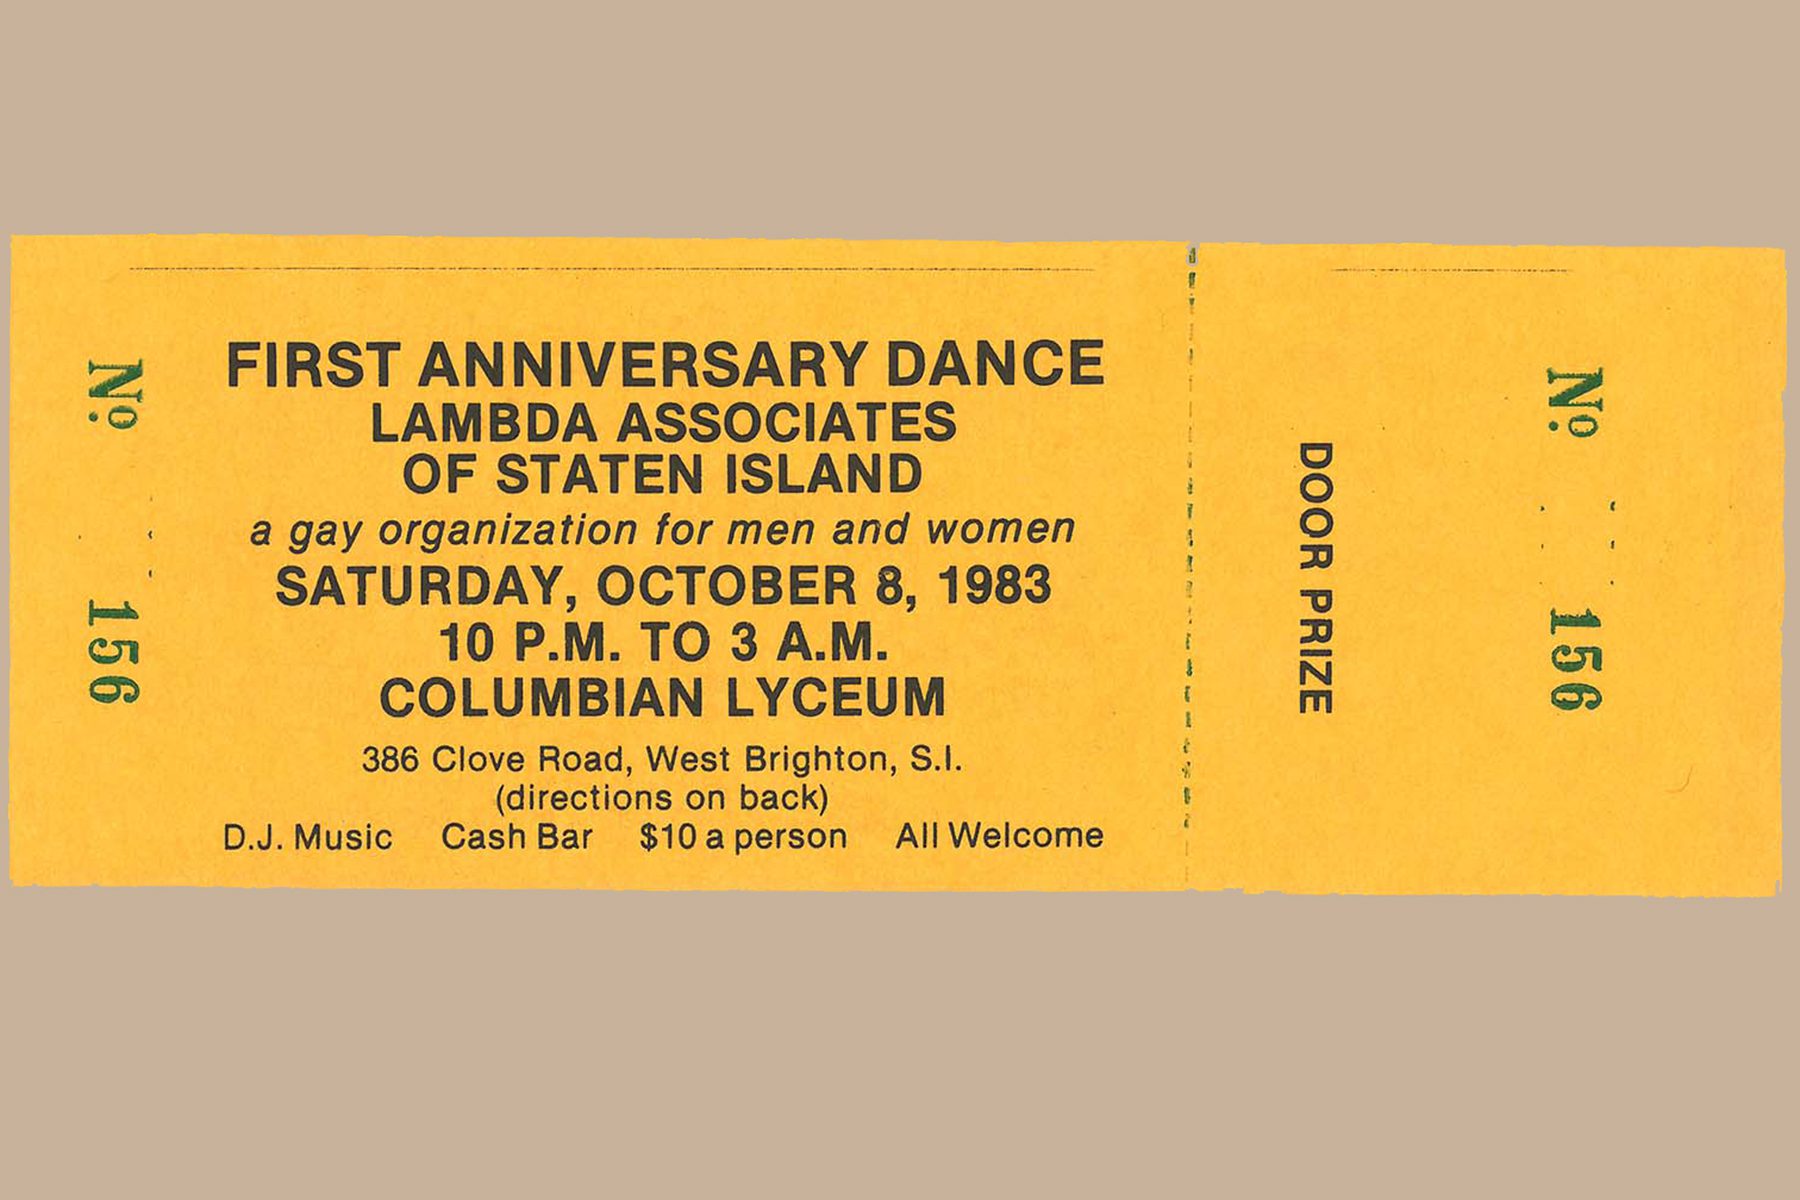 Nº 156
FIRST ANNIVERSARY DANCE
LAMBDA ASSOCIATES
OF STATEN ISLAND
a gay organization for men and women
SATURDAY, OCTOBER 8, 1983
10 P.M. TO 3 A.M.
COLUMBIAN LYCEUM
386 Clove Road, West Brighton, S.I.
(directions on back)
D.J. Music Cash Bar $10 a person All Welcome
DOOR PRIZE
Nº 156